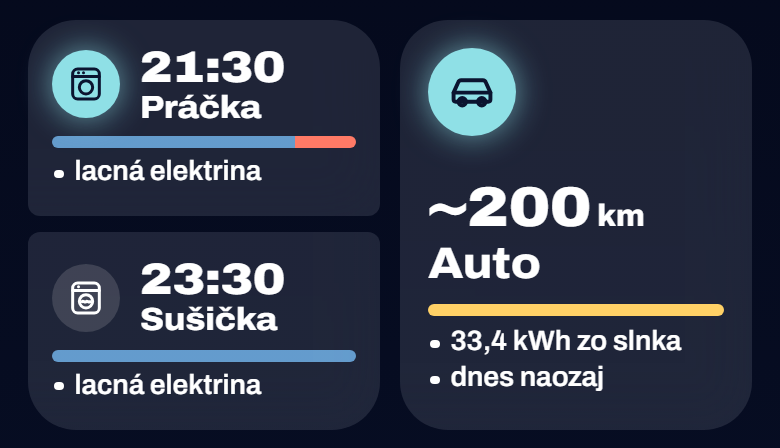 21:30
Práčka
• lacná elektrina
23:30
Sušička
• lacná elektrina
~200 km
Auto
• 33,4 kWh zo slnka
• dnes naozaj